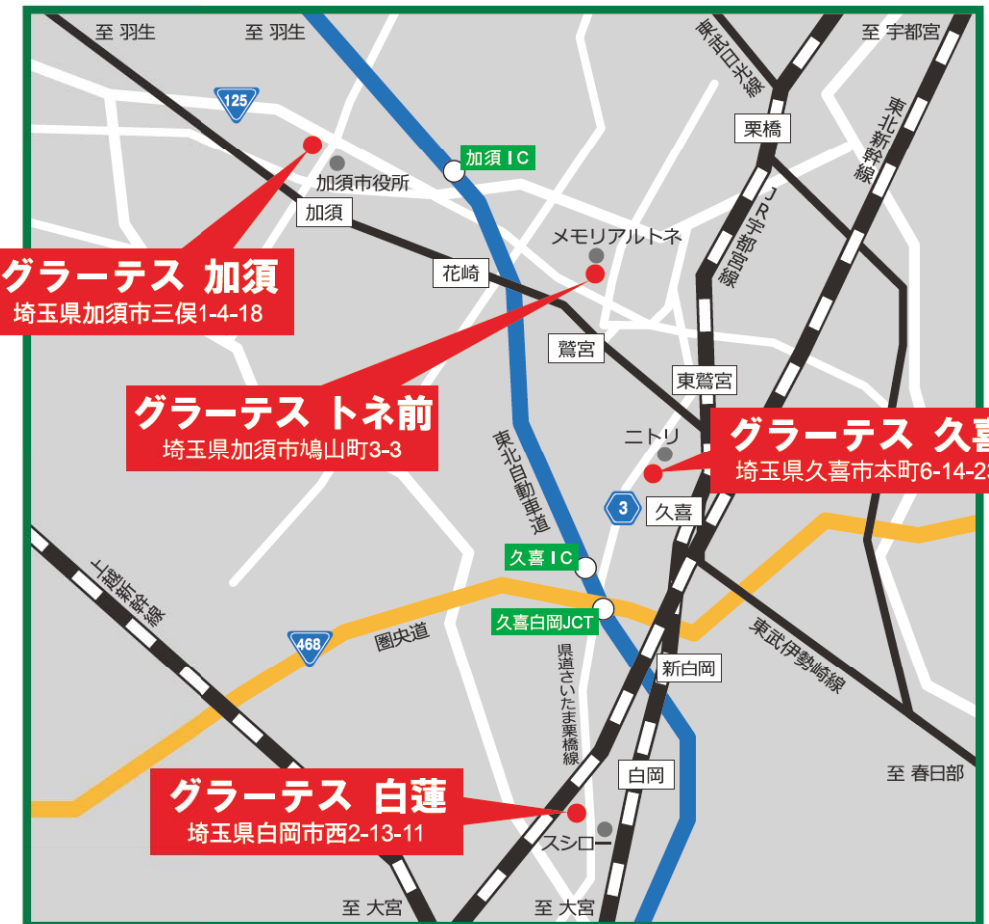 至 羽生
至 羽生
東武日光線
至 宇都宮
125
栗橋
東北新幹線
加須 IC
加須市役所
加須
JR宇都宮線
メモリアルトネ
グラーテス 加須
埼玉県加須市三俣1-4-18
花崎
鷲宮
東鷲宮
グラーテス トネ前
埼玉県加須市鳩山町3-3
ニトリ
グラーテス 久喜
埼玉県久喜市本町6-14-23
東北自動車道
3
久喜
上越新幹線
久喜 IC
久喜白岡JCT
468
圏央道
県道さいたま栗橋線
新白岡
東武伊勢崎線
白岡
至 春日部
グラーテス 白蓮
埼玉県白岡市西2-13-11
スシロー
至 大宮
至 大宮